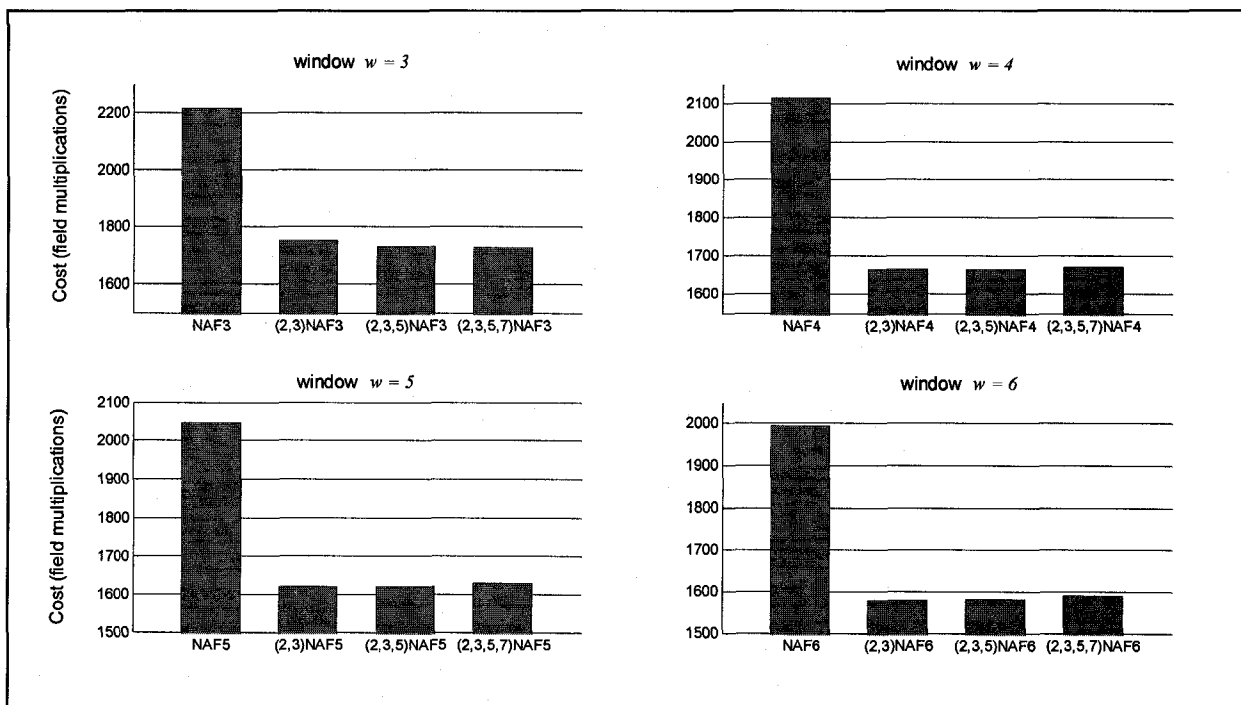 window w = 3
Cost (field multiplications)
2200
2000
1800
1600
NAF3 (2,3)NAF3 (2,3,5)NAF3 (2,3,5,7)NAF3
window w = 4
2100
2000
1900
1800
1700
1600
NAF4 (2,3)NAF4 (2,3,5)NAF4 (2,3,5,7)NAF4
window w = 5
Cost (field multiplications)
2100
2000
1900
1800
1700
1600
1500
NAF5 (2,3)NAF5 (2,3,5)NAF5 (2,3,5,7)NAF5
window w = 6
2000
1900
1800
1700
1600
1500
NAF6 (2,3)NAF6 (2,3,5)NAF6 (2,3,5,7)NAF6